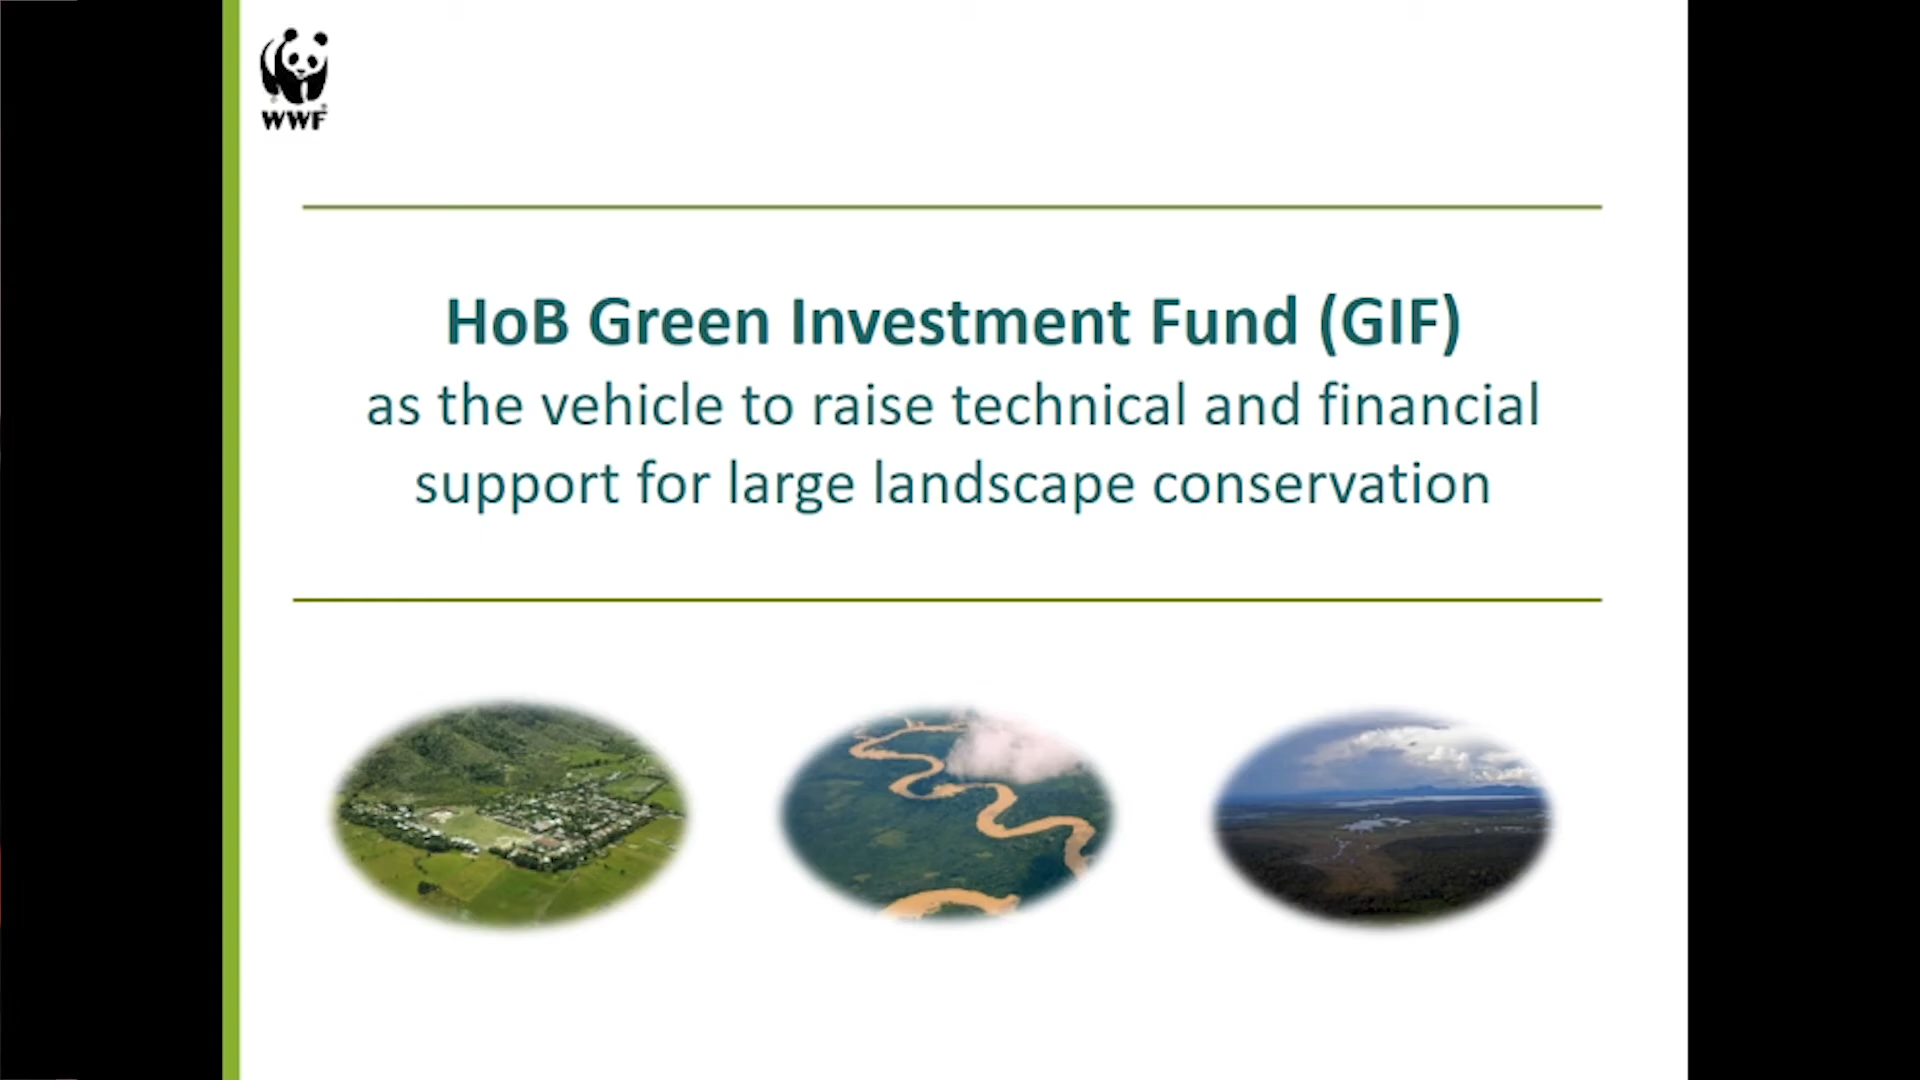 WWF
HoB Green Investment Fund (GIF)
as the vehicle to raise technical and financial
support for large landscape conservation